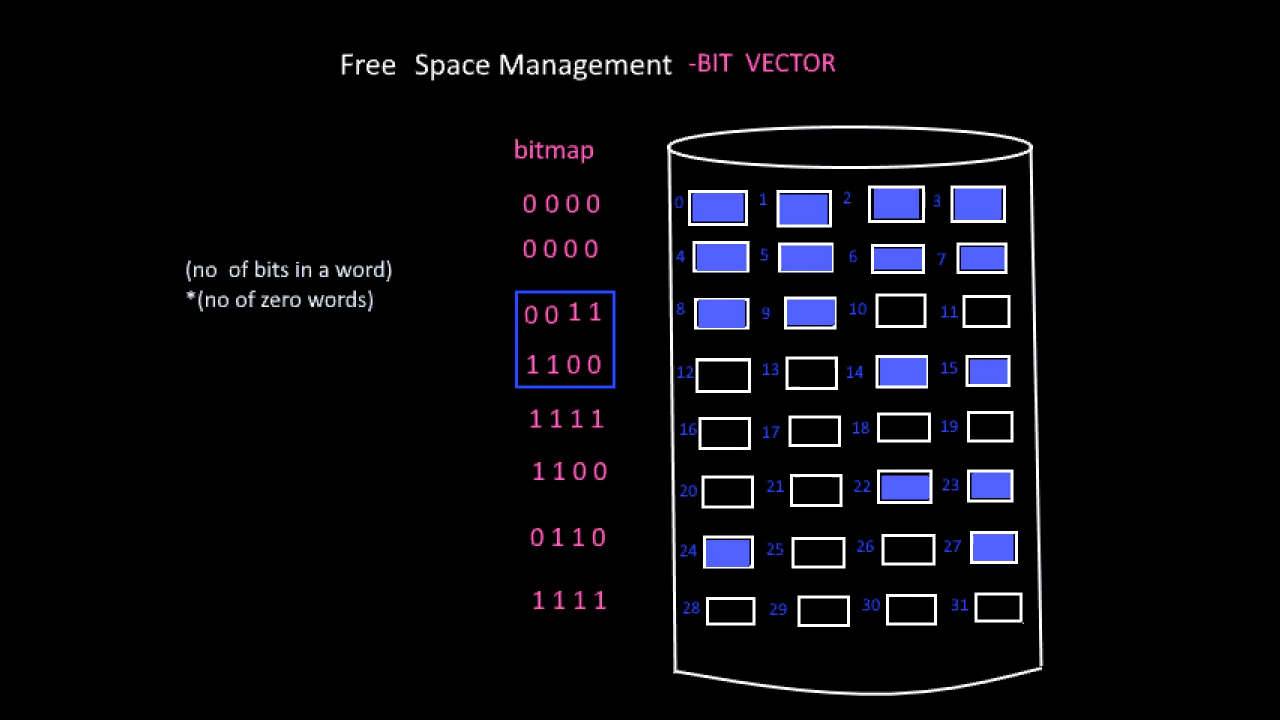 Free Space Management -BIT VECTOR
bitmap
0 0 0 0
0 0 0 0
(no of bits in a word)
*(no of zero words)
0 0 1 1
1 1 0 0
1 1 1 1
1 1 0 0
0 1 1 0
1 1 1 1
0 1 2 3
4 5 6 7
8 9 10 11
12 13 14 15
16 17 18 19
20 21 22 23
24 25 26 27
28 29 30 31